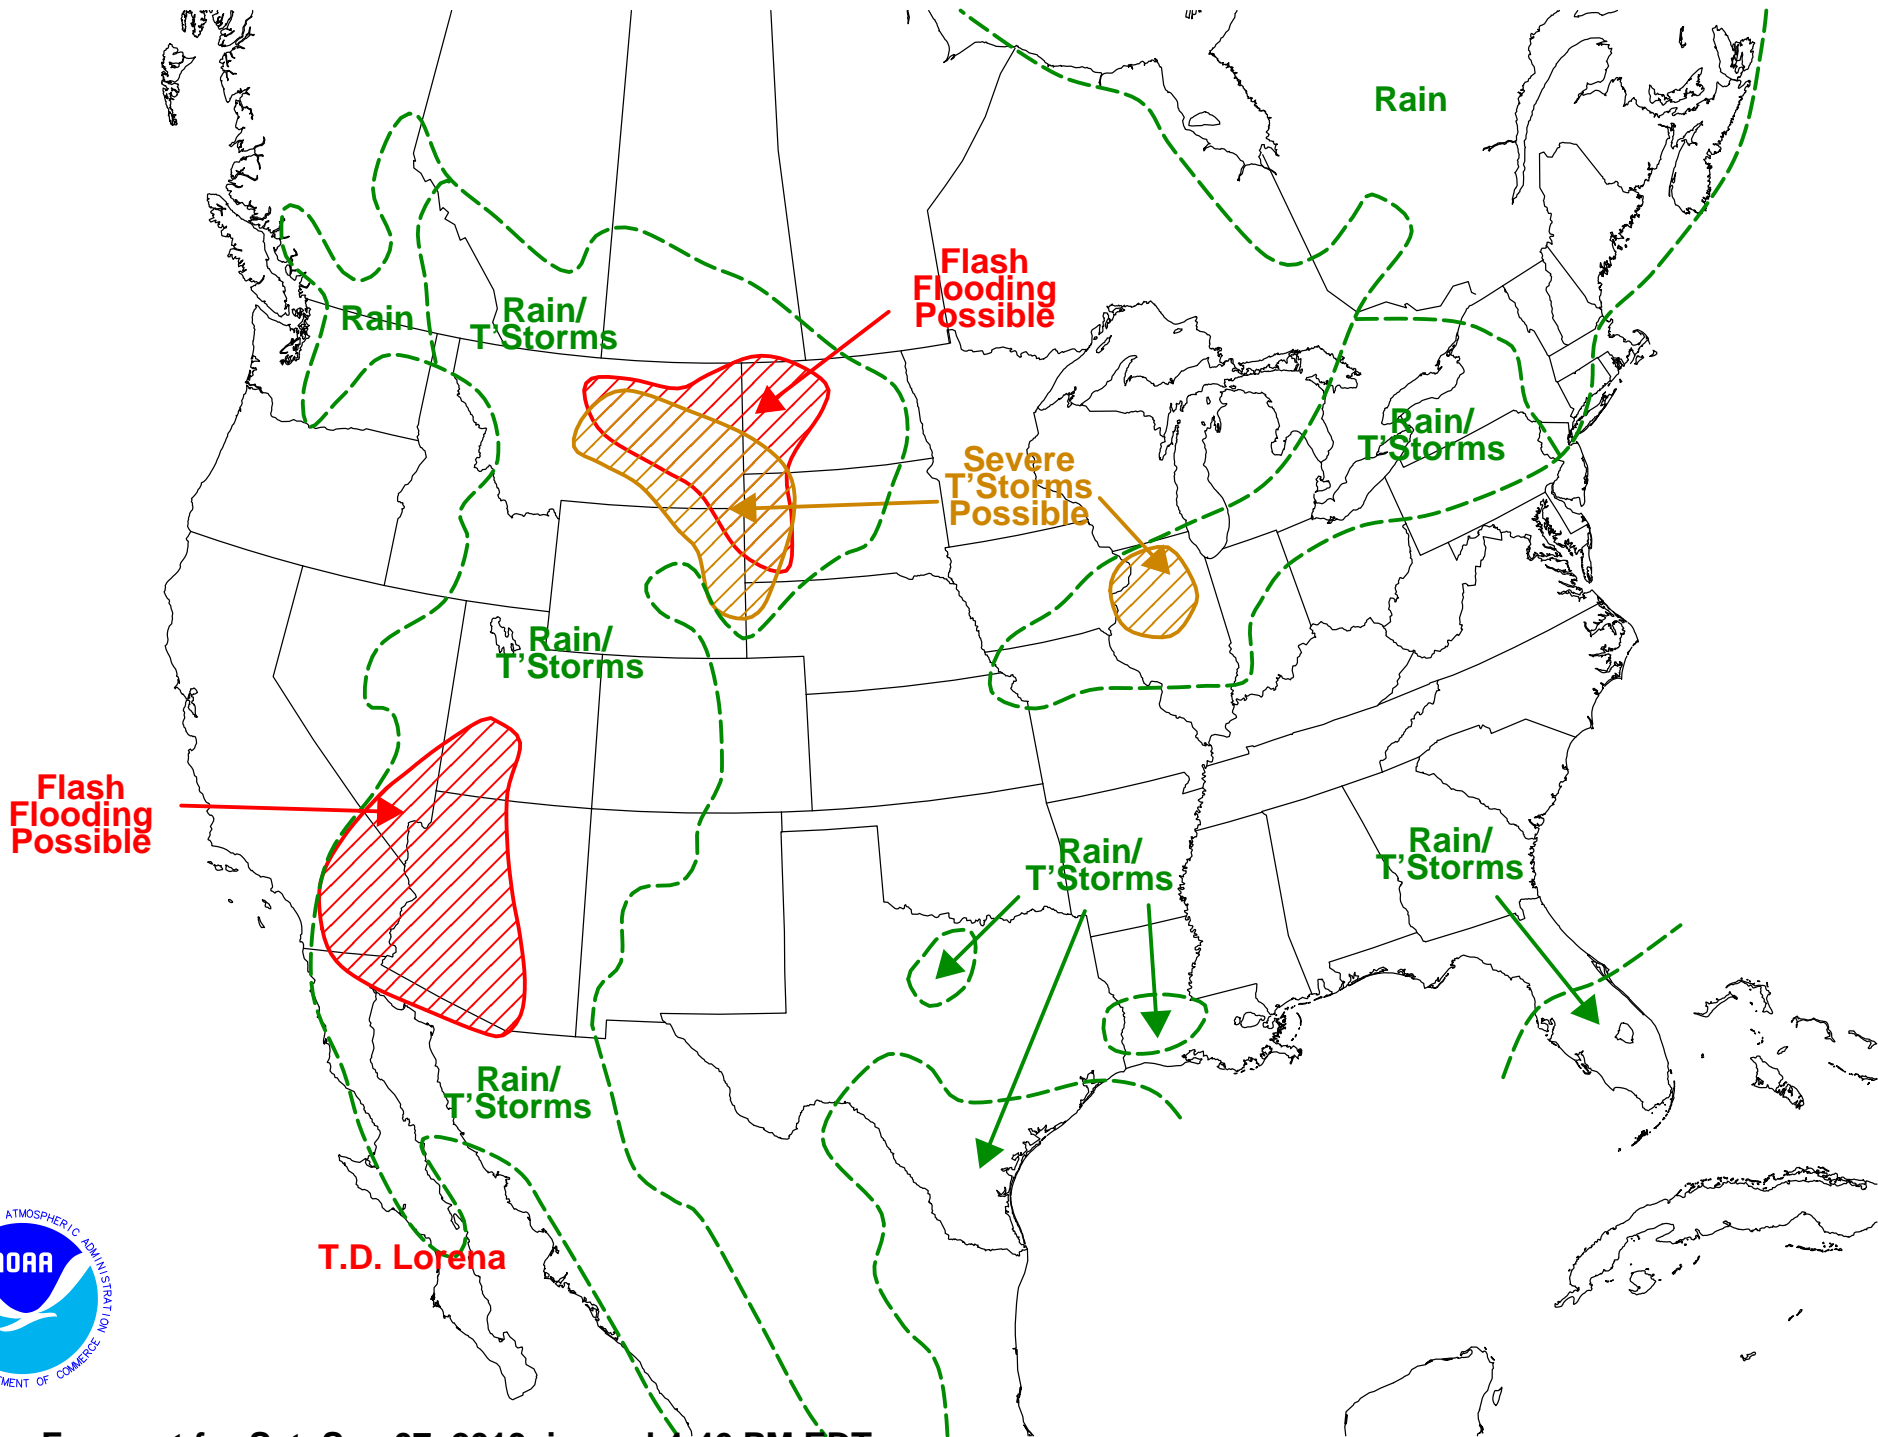 Rain
Flash
Flooding
Possible
Rain
Rain/
T'Storms
Rain/
T'Storms
Severe
T'Storms
Possible
Rain/
T'Storms
Flash
Flooding
Possible
Rain/
T'Storms
Rain/
T'Storms
Rain/
T'Storms
T.D. Lorena
ATMOSPHERIC ADMINISTRATION
NOAA
OF COMMERCE